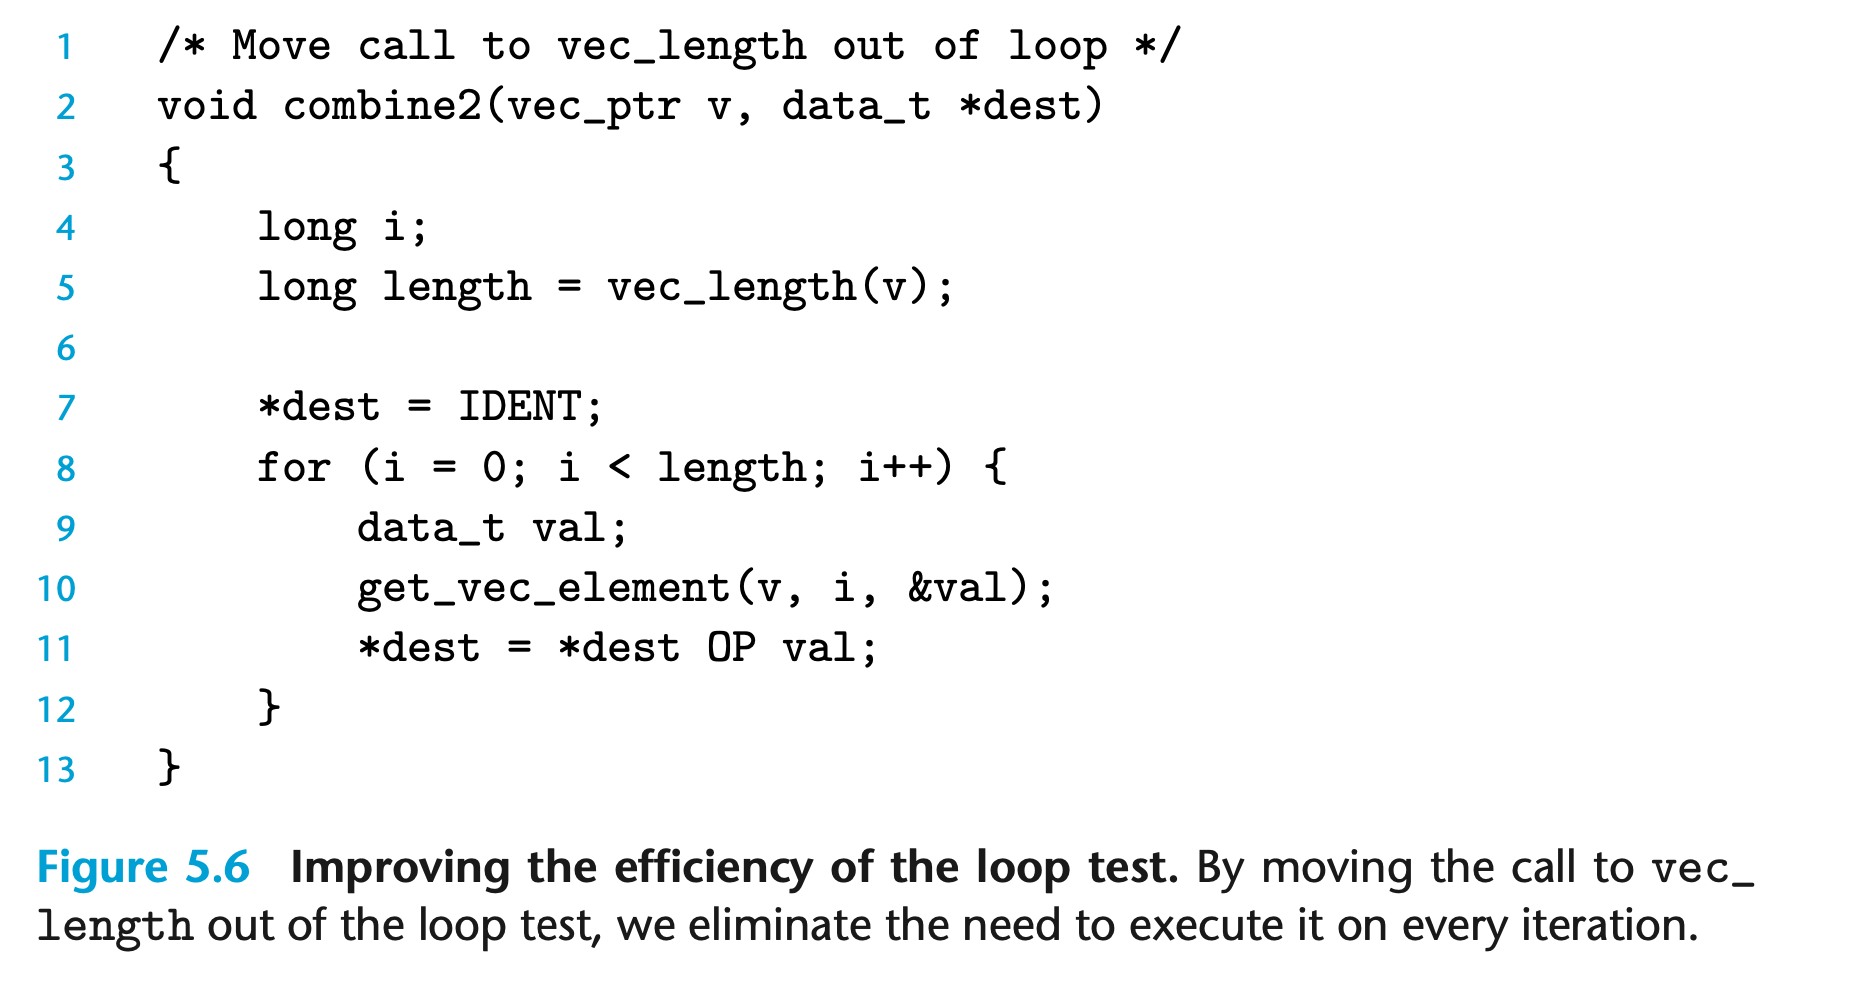 1 /* Move call to vec_length out of loop */
2 void combine2(vec_ptr v, data_t *dest)
3 {
4     long i;
5     long length = vec_length(v);
6
7     *dest = IDENT;
8     for (i = 0; i < length; i++) {
9         data_t val;
10         get_vec_element(v, i, &val);
11         *dest = *dest OP val;
12     }
13 }
Figure 5.6 Improving the efficiency of the loop test. By moving the call to vec_
length out of the loop test, we eliminate the need to execute it on every iteration.